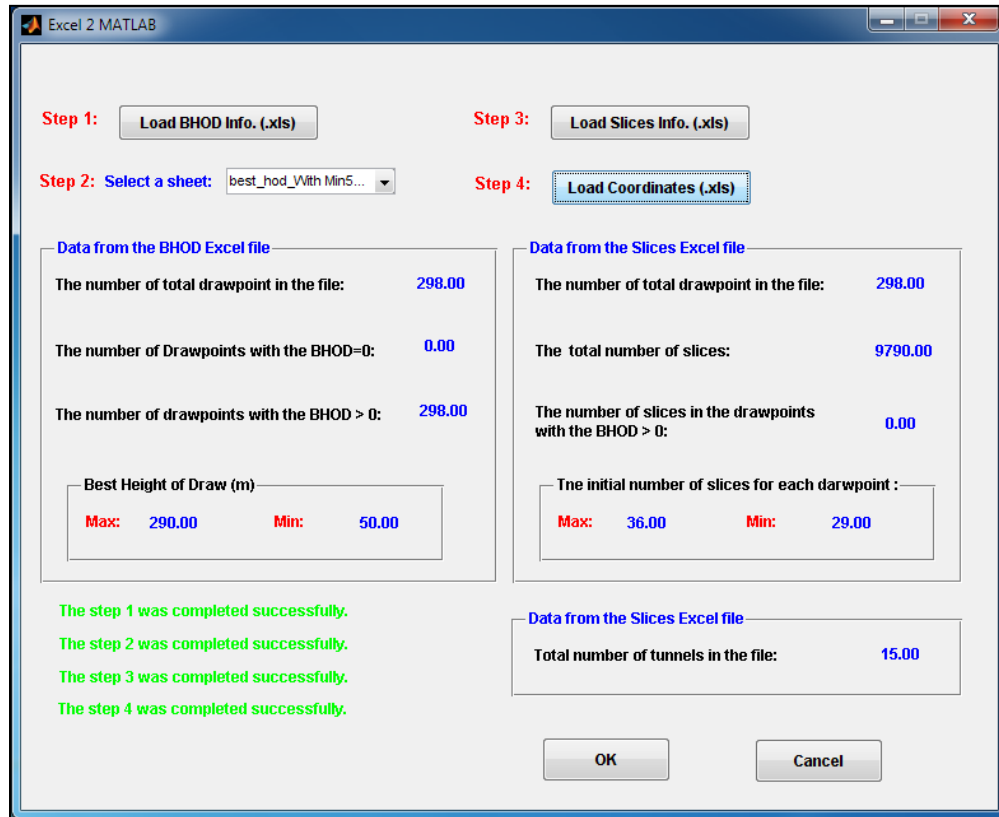 Excel 2 MATLAB
Step 1: Load BHOD Info. (.xls)
Step 3: Load Slices Info. (.xls)
Step 2: Select a sheet: best_hod_With Min5...
Step 4: Load Coordinates (.xls)
Data from the BHOD Excel file
The number of total drawpoint in the file: 298.00
The number of Drawpoints with the BHOD=0: 0.00
The number of drawpoints with the BHOD > 0: 298.00
Best Height of Draw (m)
Max: 290.00 Min: 50.00
Data from the Slices Excel file
The number of total drawpoint in the file: 298.00
The total number of slices: 9790.00
The number of slices in the drawpoints
with the BHOD > 0: 0.00
Tne initial number of slices for each darwpoint :
Max: 36.00 Min: 29.00
The step 1 was completed successfully.
The step 2 was completed successfully.
The step 3 was completed successfully.
The step 4 was completed successfully.
Data from the Slices Excel file
Total number of tunnels in the file: 15.00
OK
Cancel